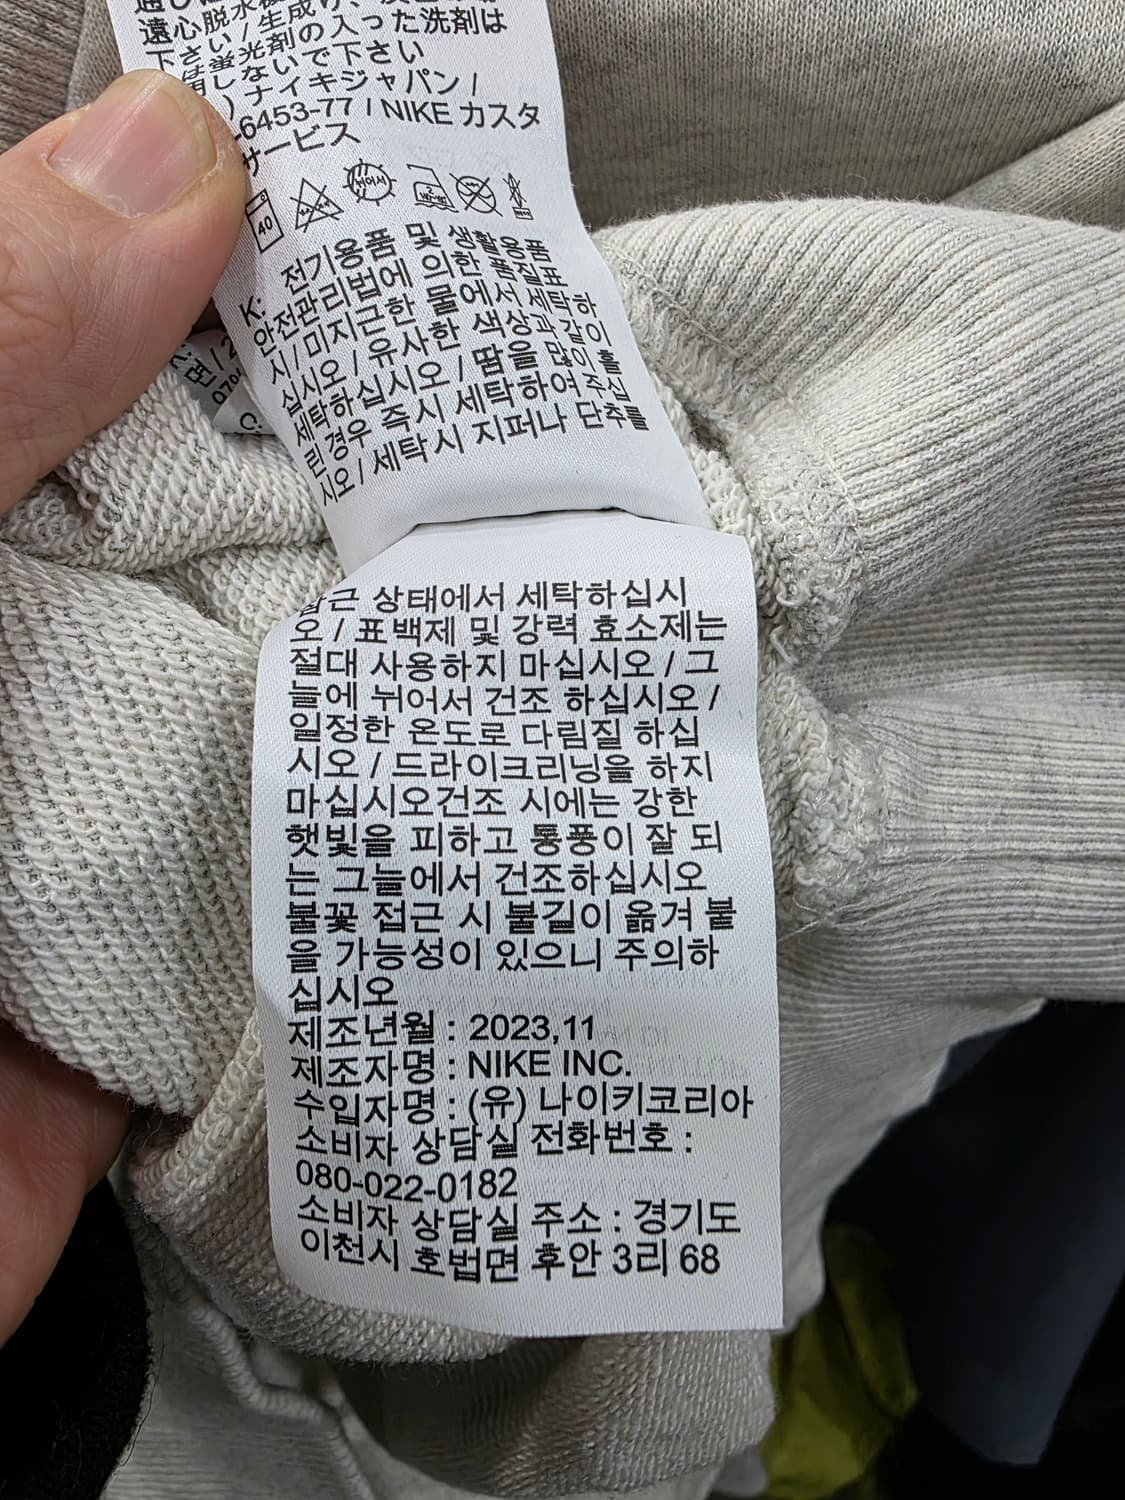 遠心脱水機
下さい / 生成り、
は蛍光剤の入った洗剤は
用しないで下さい
) ナイキジャパン /
-6453-77 / NIKE カスタ
サービス
40
뉘어서
K: 전기용품 및 생활용품
안전관리법에 의한 품질표
시 / 미지근한 물에서 세탁하
십시오 / 유사한 색상과 같이
세탁하십시오 / 땀을 많이 흘
린 경우 즉시 세탁하여 주십
시오 / 세탁시 지퍼나 단추를
잠근 상태에서 세탁하십시
오 / 표백제 및 강력 효소제는
절대 사용하지 마십시오 / 그
늘에 뉘어서 건조 하십시오 /
일정한 온도로 다림질 하십
시오 / 드라이크리닝을 하지
마십시오건조 시에는 강한
햇빛을 피하고 통풍이 잘 되
는 그늘에서 건조하십시오
불꽃 접근 시 불길이 옮겨 붙
을 가능성이 있으니 주의하
십시오
제조년월 : 2023,11
제조자명 : NIKE INC.
수입자명 : (유) 나이키코리아
소비자 상담실 전화번호 :
080-022-0182
소비자 상담실 주소 : 경기도
이천시 호법면 후안 3리 68